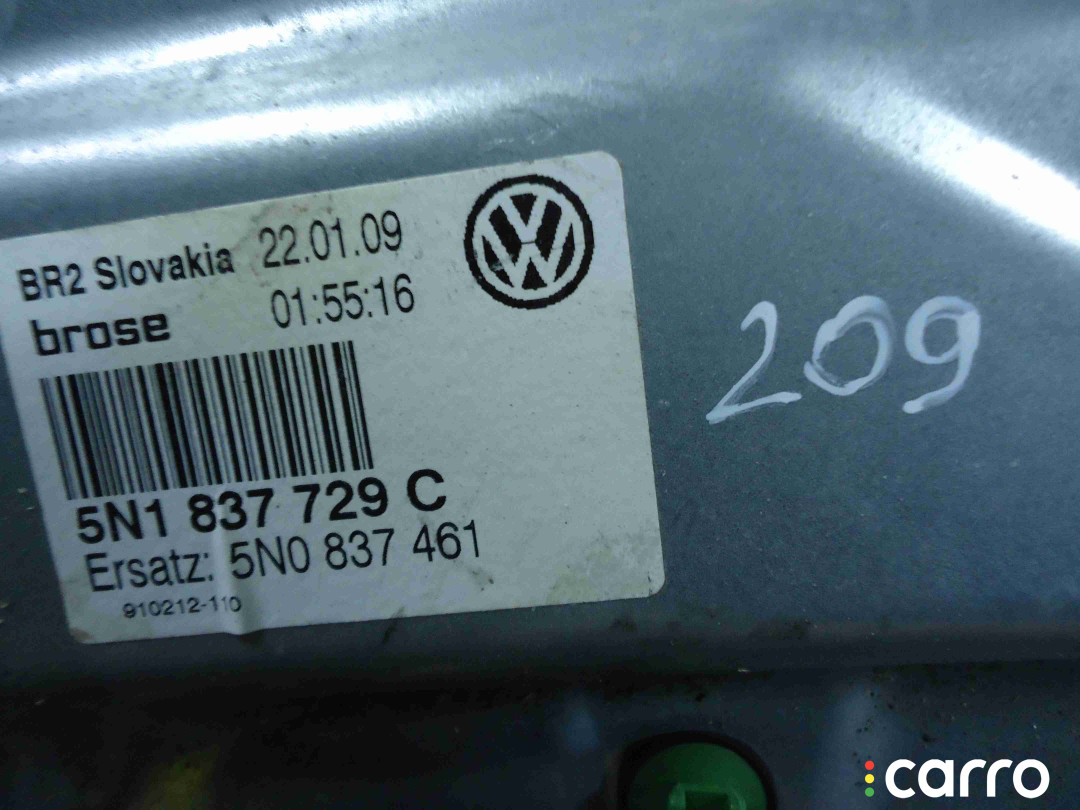 BR2 Slovakia 22.01.09
brose 01:55:16
5N1 837 729 C
Ersatz: 5N0 837 461
910212-110
209
carro